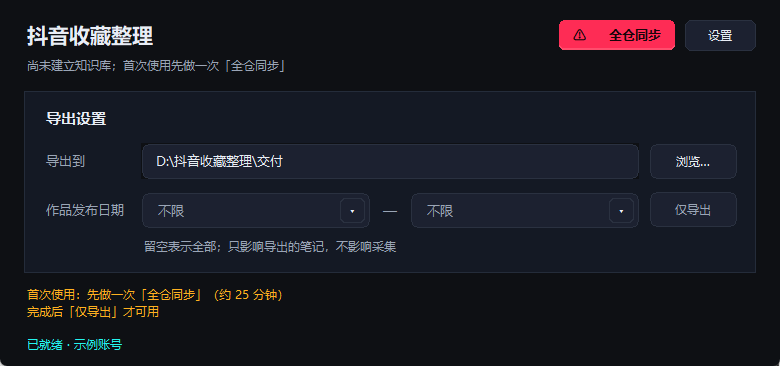 抖音收藏整理
全仓同步
设置
尚未建立知识库；首次使用先做一次「全仓同步」
导出设置
导出到
D:\抖音收藏整理\交付
浏览...
作品发布日期
不限
—
不限
仅导出
留空表示全部；只影响导出的笔记，不影响采集
首次使用：先做一次「全仓同步」（约 25 分钟）
完成后「仅导出」才可用
已就绪 · 示例账号